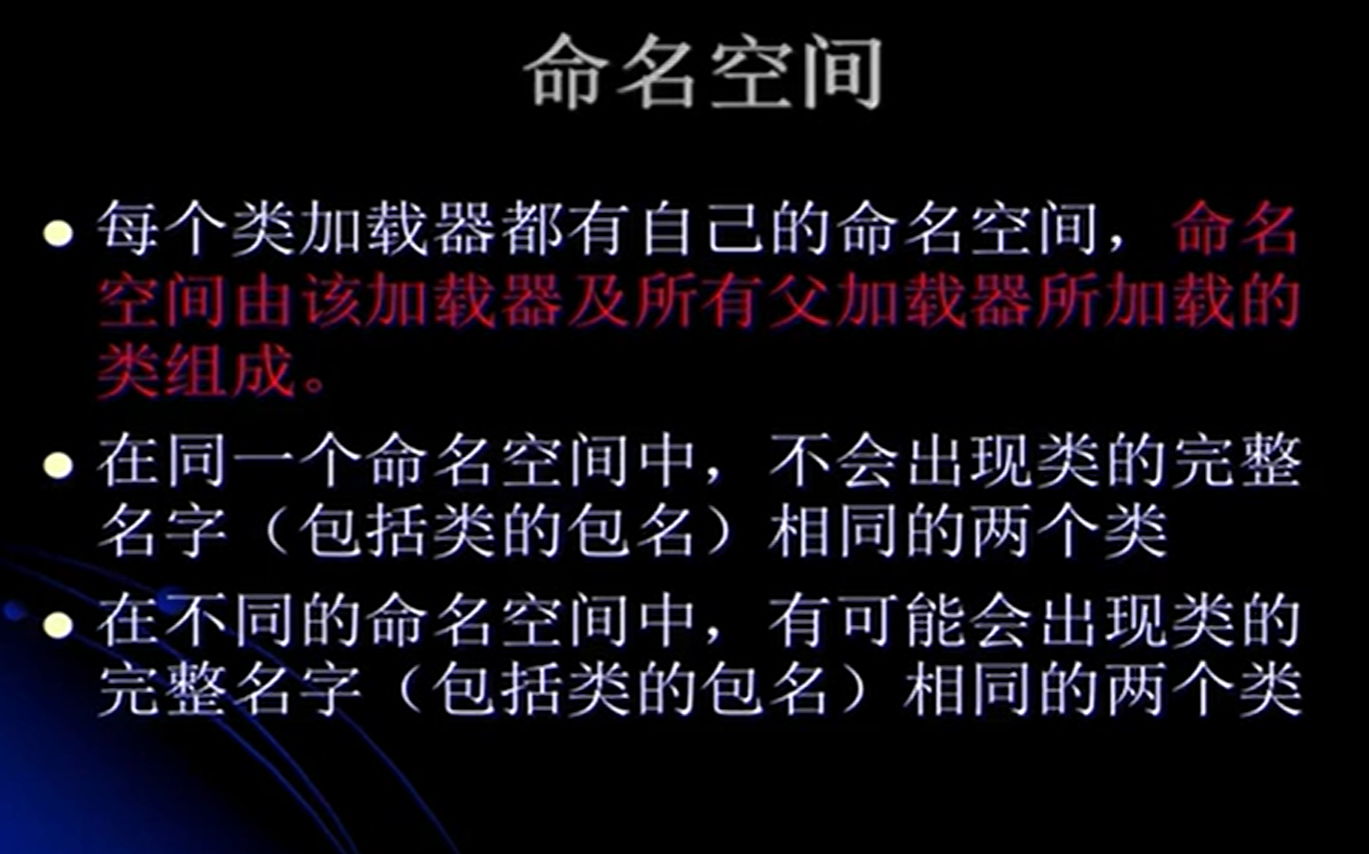 命名空间
每个类加载器都有自己的命名空间，命名
空间由该加载器及所有父加载器所加载的
类组成。
在同一个命名空间中，不会出现类的完整
名字（包括类的包名）相同的两个类
在不同的命名空间中，有可能会出现类的
完整名字（包括类的包名）相同的两个类